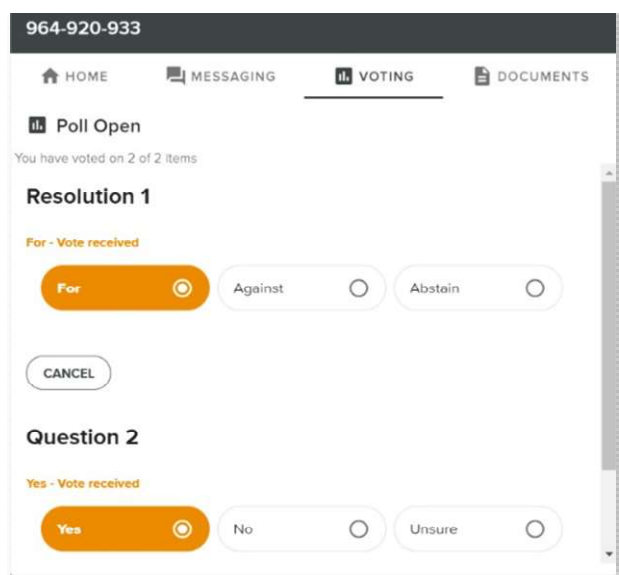 964-920-933
HOME MESSAGING VOTING DOCUMENTS
Poll Open
You have voted on 2 of 2 items
Resolution 1
For - Vote received
For Against Abstain
CANCEL
Question 2
Yes - Vote received
Yes No Unsure